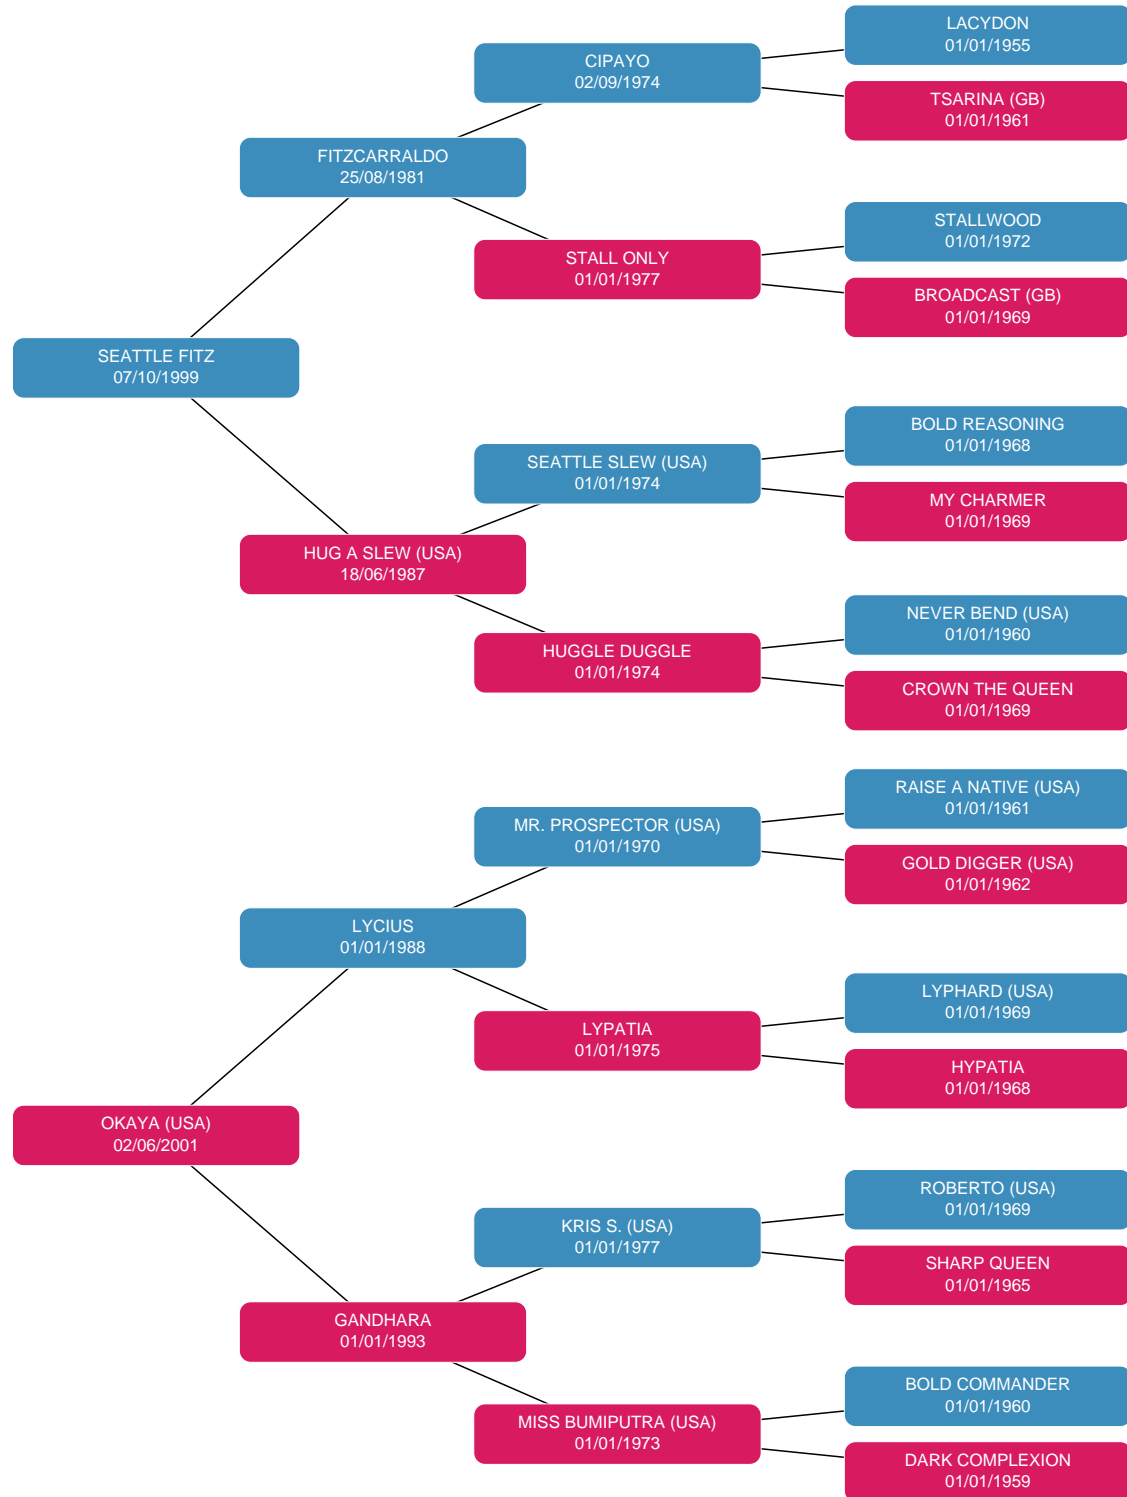 LACYDON
01/01/1955
CIPAYO
02/09/1974
TSARINA (GB)
01/01/1961
FITZCARRALDO
25/08/1981
STALLWOOD
01/01/1972
STALL ONLY
01/01/1977
BROADCAST (GB)
01/01/1969
SEATTLE FITZ
07/10/1999
BOLD REASONING
01/01/1968
SEATTLE SLEW (USA)
01/01/1974
MY CHARMER
01/01/1969
HUG A SLEW (USA)
18/06/1987
NEVER BEND (USA)
01/01/1960
HUGGLE DUGGLE
01/01/1974
CROWN THE QUEEN
01/01/1969
RAISE A NATIVE (USA)
01/01/1961
MR. PROSPECTOR (USA)
01/01/1970
GOLD DIGGER (USA)
01/01/1962
LYCIUS
01/01/1988
LYPHARD (USA)
01/01/1969
LYPATIA
01/01/1975
HYPATIA
01/01/1968
OKAYA (USA)
02/06/2001
ROBERTO (USA)
01/01/1969
KRIS S. (USA)
01/01/1977
SHARP QUEEN
01/01/1965
GANDHARA
01/01/1993
BOLD COMMANDER
01/01/1960
MISS BUMIPUTRA (USA)
01/01/1973
DARK COMPLEXION
01/01/1959